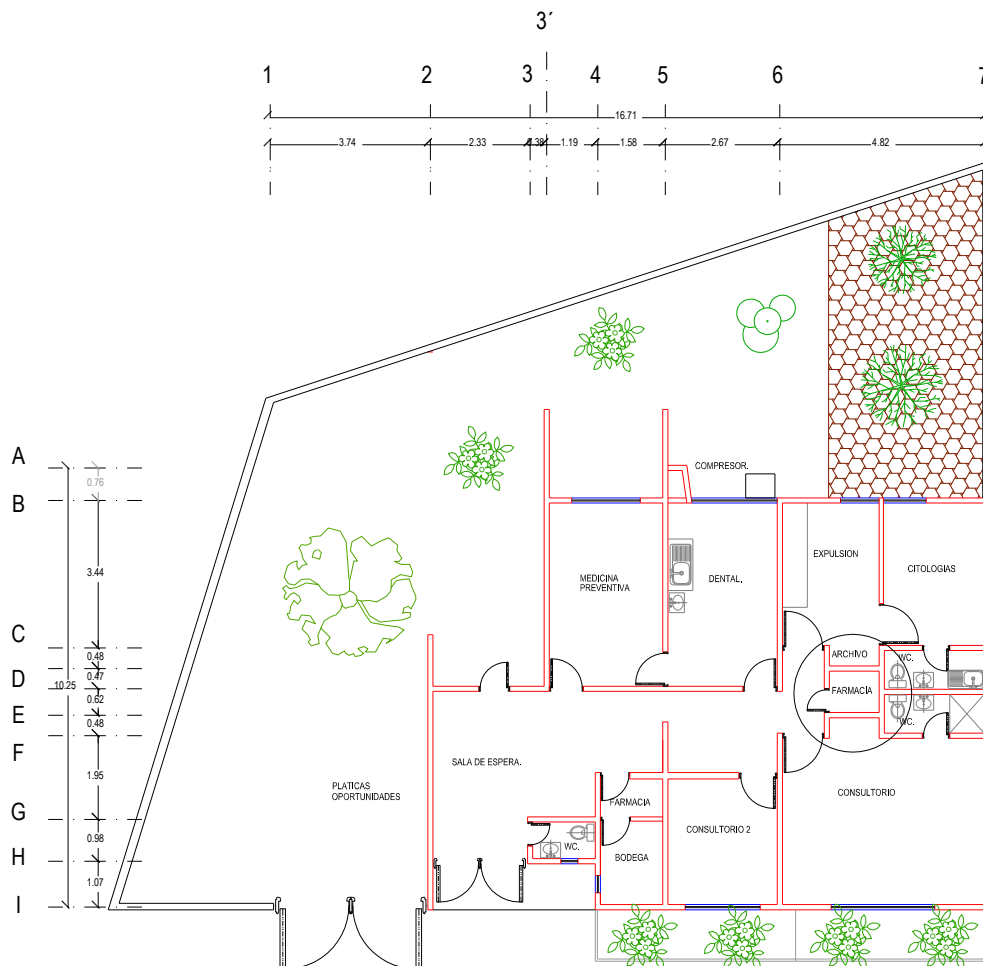 3´
1 2 3 4 5 6 7
16.71
3.74 2.33 0.38 1.19 1.58 2.67 4.82
A
0.76
B
3.44
C
0.48
D
0.47
10.25
0.62
E
0.48
F
1.95
G
0.98
H
1.07
I
COMPRESOR.
EXPULSION
CITOLOGIAS
MEDICINA
PREVENTIVA
DENTAL,
ARCHIVO
WC.
FARMACÍA
WC.
SALA DE ESPERA.
PLATICAS
OPORTUNIDADES
CONSULTORIO
FARMACIA
CONSULTORIO 2
WC.
BODEGA